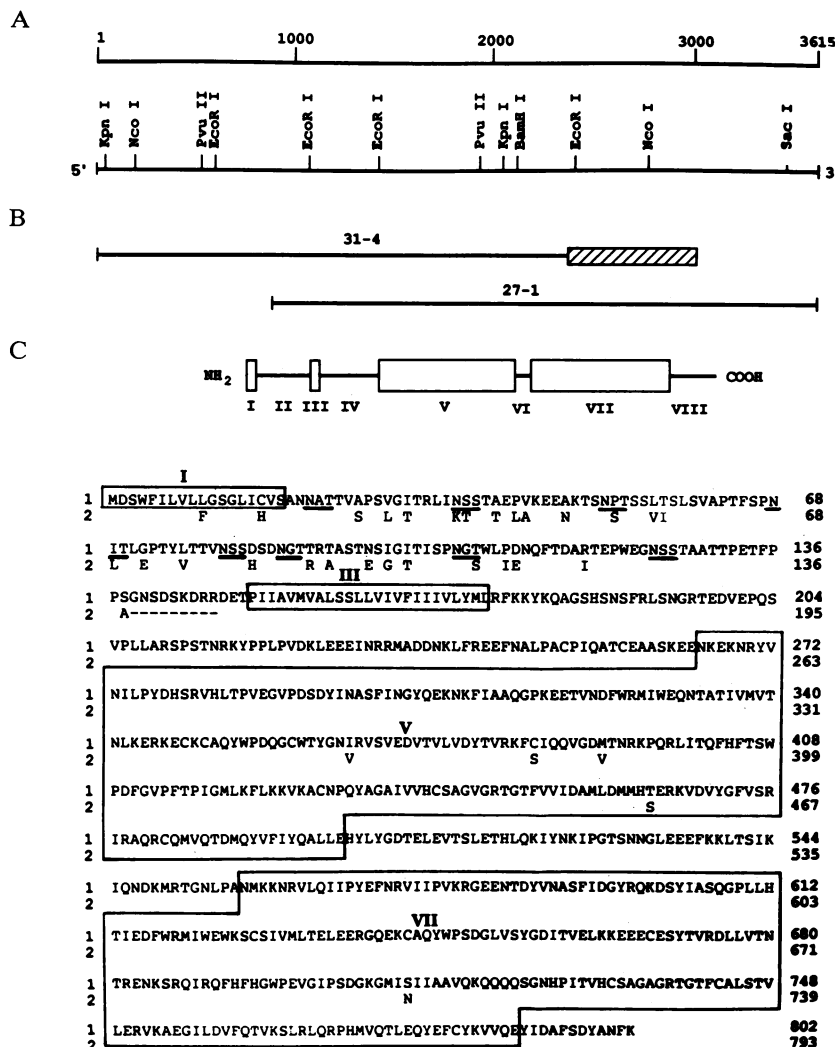 A
1 1000 2000 3000 3615
Kpn I Nco I Pvu II EcoR I EcoR I EcoR I Pvu II Kpn I BamH I EcoR I Nco I Sac I
5' 3
B
31-4
27-1
C
NH2 COOH
I II III IV V VI VII VIII
I
1 MDSWFILVLLGSGLICVSANNATTVAPSVGITRLINSSTAEPVKEEAKTSNPTSSLTSLSVAPTFSPN 68
2 F H S L T KT T LA N S VI 68
1 ITLGPTYLTTVNSSDSDNGTTRTASTNSIGITISPNGTWLPDNQFTDARTEPWEGNSSTAATTPETFP 136
2 L E V H R A E G T S IE I 136
III
1 PSGNSDSKDRRDETPIIAVMVALSSLLVIVFIIIVLYMLRFKKYKQAGSHSNSFRLSNGRTEDVEPQS 204
2 A--------- 195
1 VPLLARSPSTNRKYPPLPVDKLEEEINRRMADDNKLFREEFNALPACPIQATCEAASKEENKEKNRYV 272
2 263
1 NILPYDHSRVHLTPVEGVPDSDYINASFINGYQEKNKFIAAQGPKEETVNDFWRMIWEQNTATIVMVT 340
2 331
V
1 NLKERKECKCAQYWPDQGCWTYGNIRVSVEDVTVLVDYTVRKFCIQQVGDMTNRKPQRLITQFHFTSW 408
2 V S V 399
1 PDFGVPFTPIGMLKFLKKVKACNPQYAGAIVVHCSAGVGRTGTFVVIDAMLDMMHTERKVDVYGFVSR 476
2 S 467
1 IRAQRCQMVQTDMQYVFIYQALLEHYLYGDTELEVTSLETHLQKIYNKIPGTSNNGLEEEFKKLTSIK 544
2 535
1 IQNDKMRTGNLPANMKKNRVLQIIPYEFNRVIIPVKRGEENTDYVNASFIDGYRQKDSYIASQGPLLH 612
2 603
VII
1 TIEDFWRMIWEWKSCSIVMLTELEERGQEKCAQYWPSDGLVSYGDITVELKKEEECESYTVRDLLVTN 680
2 671
1 TRENKSRQIRQFHFHGWPEVGIPSDGKGMISIIAAVQKQQQQSGNHPITVHCSAGAGRTGTFCALSTV 748
2 N 739
1 LERVKAEGILDVFQTVKSLRLQRPHMVQTLEQYEFCYKVVQEYIDAFSDYANFK 802
2 793